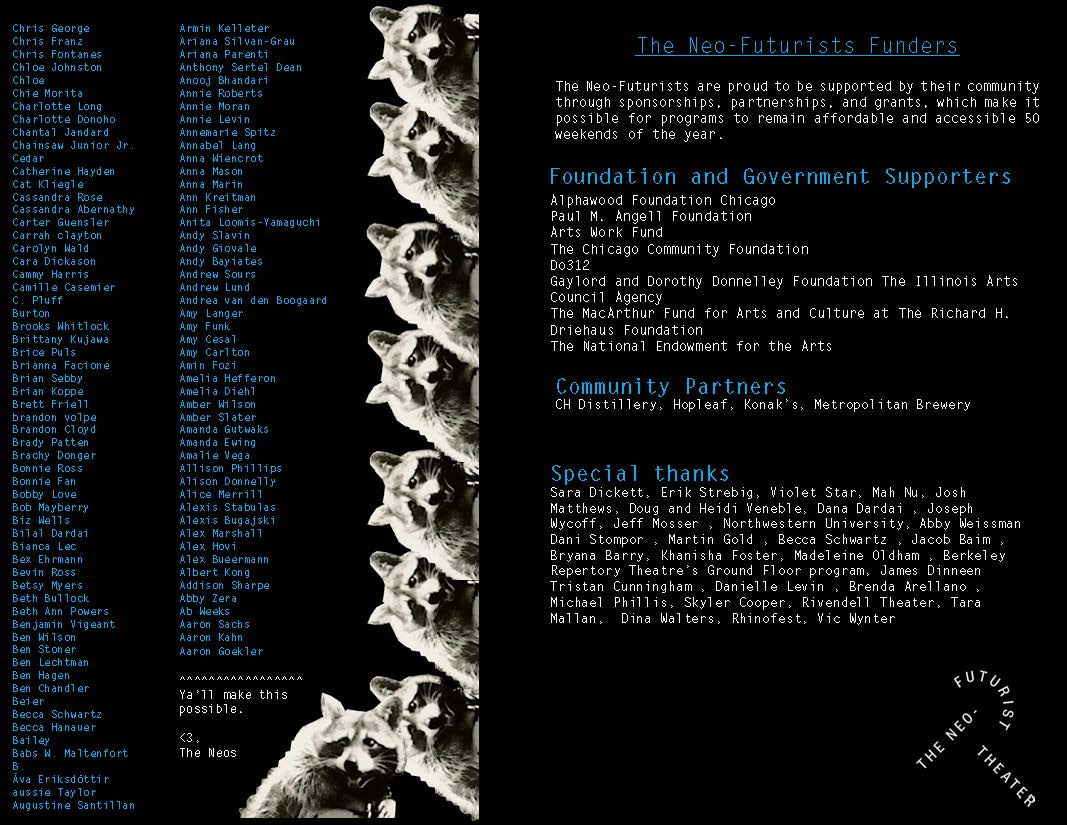 Chris George
Chris Franz
Chris Fontanes
Chloe Johnston
Chloe
Chie Morita
Charlotte Long
Charlotte Donoho
Chantal Jandard
Chainsaw Junior Jr.
Cedar
Catherine Hayden
Cat Kliegle
Cassandra Rose
Cassandra Abernathy
Carter Guensler
Carrah clayton
Carolyn Wald
Cara Dickason
Cammy Harris
Camille Casemier
C. Pluff
Burton
Brooks Whitlock
Brittany Kujawa
Brice Puls
Brianna Facione
Brian Sebby
Brian Koppe
Brett Friell
brandon volpe
Brandon Cloyd
Brady Patten
Brachy Donger
Bonnie Ross
Bonnie Fan
Bobby Love
Bob Mayberry
Biz Wells
Bilal Dardai
Bianca Lec
Bex Ehrmann
Bevin Ross
Betsy Myers
Beth Bullock
Beth Ann Powers
Benjamin Vigeant
Ben Wilson
Ben Stoner
Ben Lechtman
Ben Hagen
Ben Chandler
Beier
Becca Schwartz
Becca Hanauer
Bailey
Babs W. Maltenfort
B.
Áva Eriksdóttir
aussie Taylor
Augustine Santillan
Armin Kelleter
Ariana Silvan-Grau
Ariana Parenti
Anthony Sertel Dean
Anooj Bhandari
Annie Roberts
Annie Moran
Annie Levin
Annemarie Spitz
Annabel Lang
Anna Wiencrot
Anna Mason
Anna Marin
Ann Kreitman
Ann Fisher
Anita Loomis-Yamaguchi
Andy Slavin
Andy Giovale
Andy Bayiates
Andrew Sours
Andrew Lund
Andrea van den Boogaard
Amy Langer
Amy Funk
Amy Cesal
Amy Carlton
Amin Fozi
Amelia Hefferon
Amelia Diehl
Amber Wilson
Amber Slater
Amanda Gutwaks
Amanda Ewing
Amalie Vega
Allison Phillips
Alison Donnelly
Alice Merrill
Alexis Stabulas
Alexis Bugajski
Alex Marshall
Alex Hovi
Alex Bueermann
Albert Kong
Addison Sharpe
Abby Zera
Ab Weeks
Aaron Sachs
Aaron Kahn
Aaron Goekler
^^^^^^^^^^^^^^^^^
Ya'll make this
possible.
<3,
The Neos
The Neo-Futurists Funders
The Neo-Futurists are proud to be supported by their community
through sponsorships, partnerships, and grants, which make it
possible for programs to remain affordable and accessible 50
weekends of the year.
Foundation and Government Supporters
Alphawood Foundation Chicago
Paul M. Angell Foundation
Arts Work Fund
The Chicago Community Foundation
Do312
Gaylord and Dorothy Donnelley Foundation The Illinois Arts
Council Agency
The MacArthur Fund for Arts and Culture at The Richard H.
Driehaus Foundation
The National Endowment for the Arts
Community Partners
CH Distillery, Hopleaf, Konak's, Metropolitan Brewery
Special thanks
Sara Dickett, Erik Strebig, Violet Star, Mah Nu, Josh
Matthews, Doug and Heidi Veneble, Dana Dardai , Joseph
Wycoff, Jeff Mosser , Northwestern University, Abby Weissman
Dani Stompor , Martin Gold , Becca Schwartz , Jacob Baim ,
Bryana Barry, Khanisha Foster, Madeleine Oldham , Berkeley
Repertory Theatre's Ground Floor program, James Dinneen
Tristan Cunningham , Danielle Levin , Brenda Arellano ,
Michael Phillis, Skyler Cooper, Rivendell Theater, Tara
Mallan,  Dina Walters, Rhinofest, Vic Wynter
THE NEO-
FUTURIST
THEATER